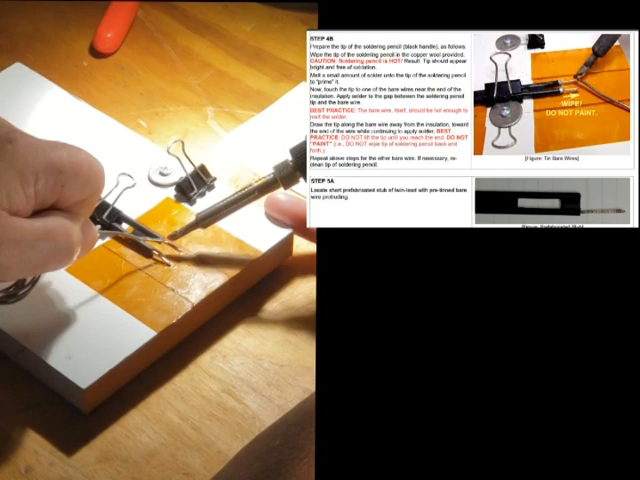 STEP 4B
Prepare the tip of the soldering pencil (black handle), as follows:
Wipe the tip of the soldering pencil in the copper wool provided.
CAUTION: Soldering pencil is HOT! Result: Tip should appear
bright and free of oxidation.
Melt a small amount of solder onto the tip of the soldering pencil
to "prime" it.
Now, touch the tip to one of the bare wires near the end of the
insulation. Apply solder to the gap between the soldering pencil
tip and the bare wire.
BEST PRACTICE: The bare wire, itself, should be hot enough to
melt the solder.
Draw the tip along the bare wire away from the insulation, toward
the end of the wire while continuing to apply solder. BEST
PRACTICE: DO NOT lift the tip until you reach the end. DO NOT
"PAINT" (i.e., DO NOT wipe tip of soldering pencil back and
forth.)
Repeat above steps for the other bare wire. If necessary, re-
clean tip of soldering pencil.
WIPE!
DO NOT PAINT.
[Figure: Tin Bare Wires]
STEP 5A
Locate short prefabricated stub of twin-lead with pre-tinned bare
wire protruding.